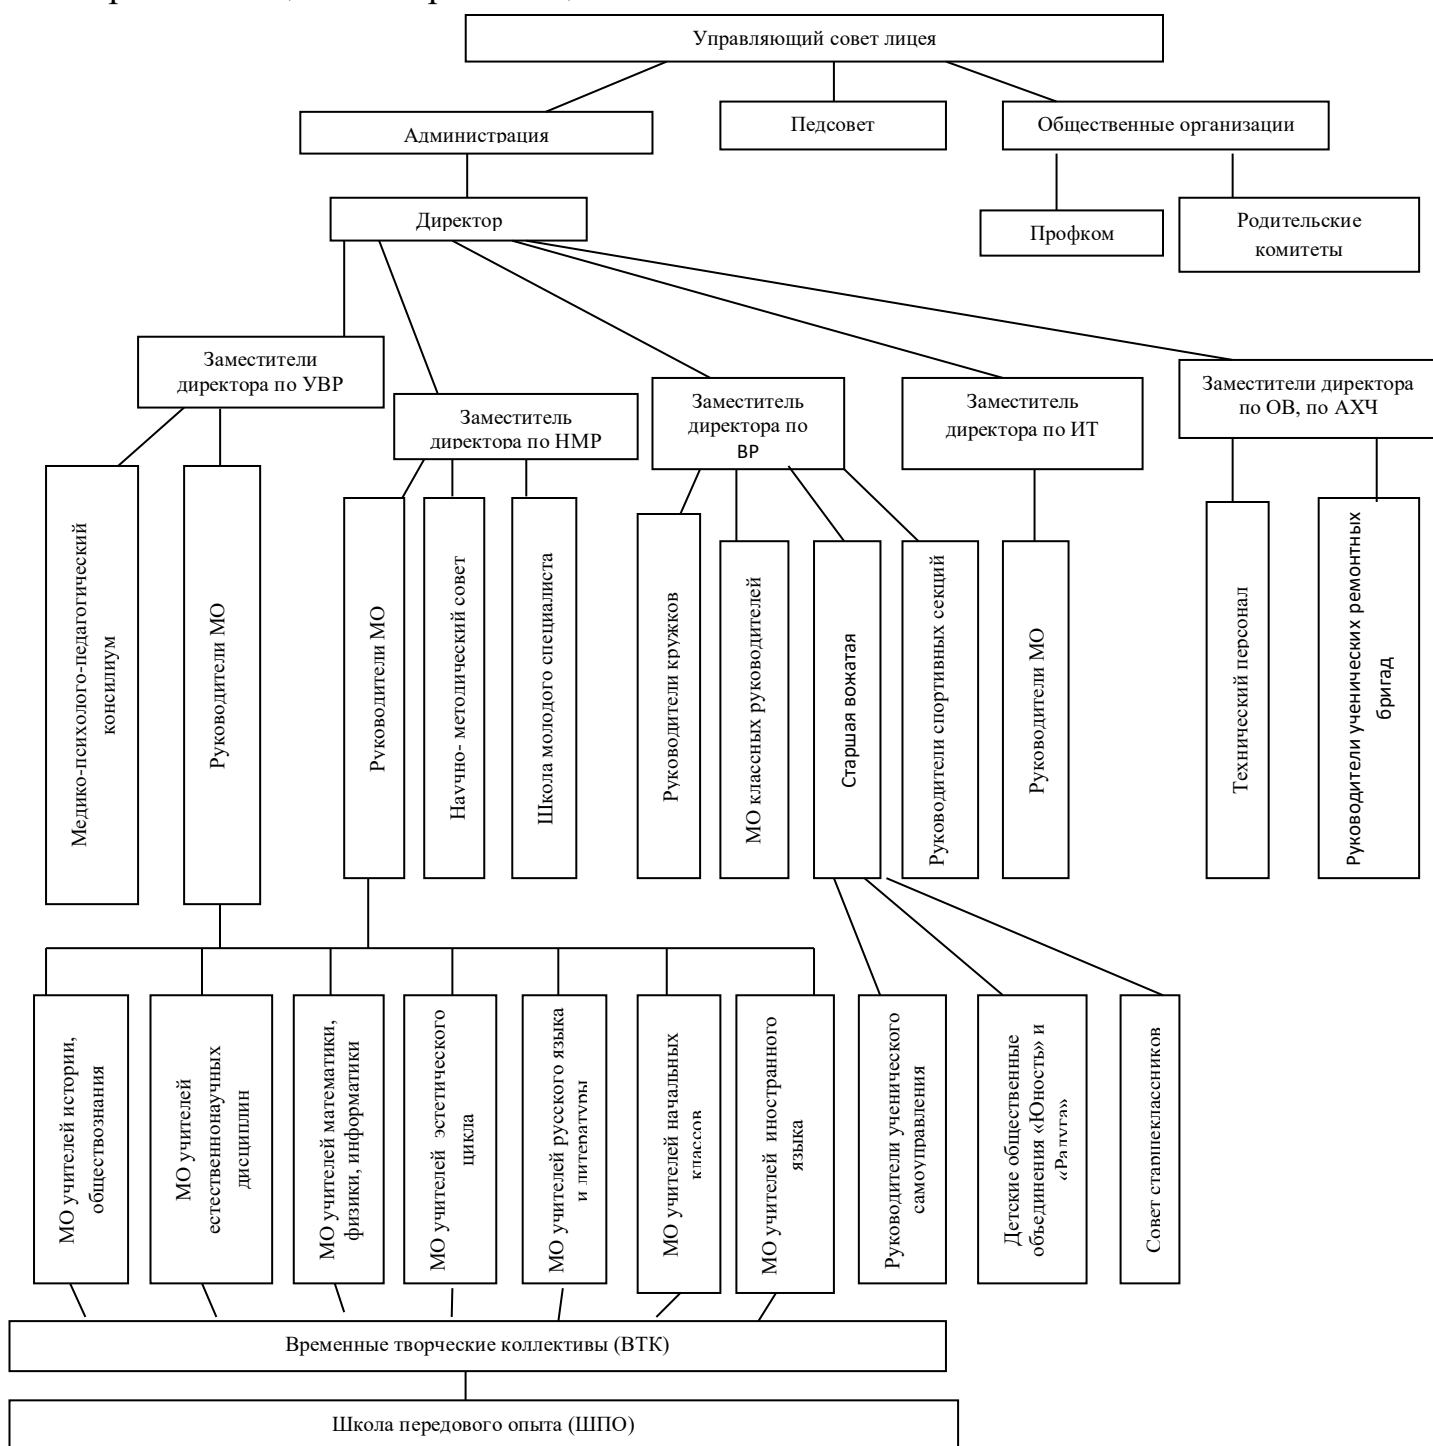 Управляющий совет лицея
Администрация
Педсовет
Общественные организации
Директор
Профком
Родительские
комитеты
Заместители
директора по УВР
Заместитель
директора по НМР
Заместитель
директора по
ВР
Заместитель
директора по ИТ
Заместители директора
по ОВ, по АХЧ
Медико-психолого-педагогический
консилиум
Руководители МО
Руководители МО
Научно- методический совет
Школа молодого специалиста
Руководители кружков
МО классных руководителей
Старшая вожатая
Руководители спортивных секций
Руководители МО
Технический персонал
Руководители ученических ремонтных
бригад
МО учителей истории,
обществознания
МО учителей
естественнонаучных
дисциплин
МО учителей математики,
физики, информатики
МО учителей эстетического
цикла
МО учителей русского языка
и литературы
МО учителей начальных
классов
МО учителей иностранного
языка
Руководители ученического
самоуправления
Детские общественные
объединения «Юность» и
«Радуга»
Совет старшеклассников
Временные творческие коллективы (ВТК)
Школа передового опыта (ШПО)